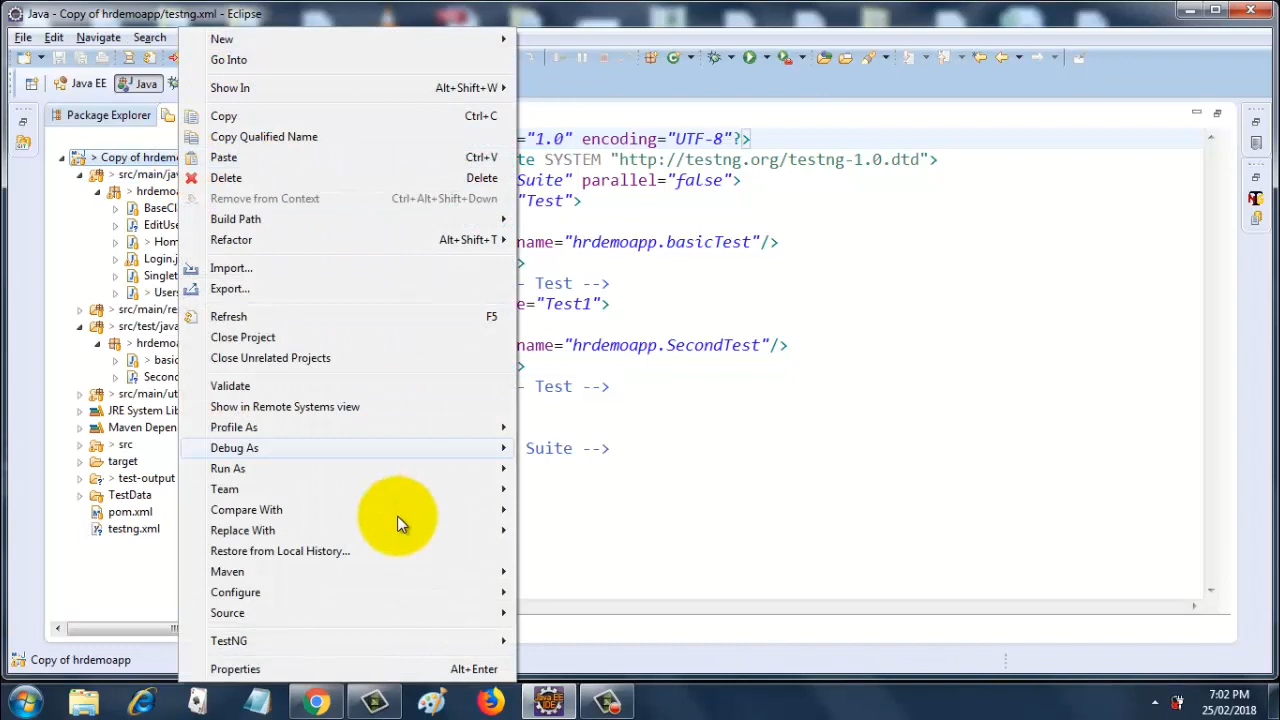 Java - Copy of hrdemoapp/testng.xml - Eclipse
File Edit Navigate Search
Java EE Java
Package Explorer
> Copy of hrdemo
src/main/jav
hrdemo
BaseCl
EditUse
> Hom
Login.j
Singlet
> Users
src/main/re
src/test/java
hrdemo
> basic
Second
src/main/ut
JRE System Lib
Maven Depen
> src
target
> test-output
TestData
pom.xml
testng.xml
New
Go Into
Show In Alt+Shift+W
Copy Ctrl+C
Copy Qualified Name
Paste Ctrl+V
Delete Delete
Remove from Context Ctrl+Alt+Shift+Down
Build Path
Refactor Alt+Shift+T
Import...
Export...
Refresh F5
Close Project
Close Unrelated Projects
Validate
Show in Remote Systems view
Profile As
Debug As
Run As
Team
Compare With
Replace With
Restore from Local History...
Maven
Configure
Source
TestNG
Properties Alt+Enter
="1.0" encoding="UTF-8"?>
te SYSTEM "http://testng.org/testng-1.0.dtd">
Suite" parallel="false">
"Test">
name="hrdemoapp.basicTest"/>
>
- Test -->
e="Test1">
name="hrdemoapp.SecondTest"/>
>
- Test -->
Suite -->
Copy of hrdemoapp
Java EE
IDE
7:02 PM
25/02/2018